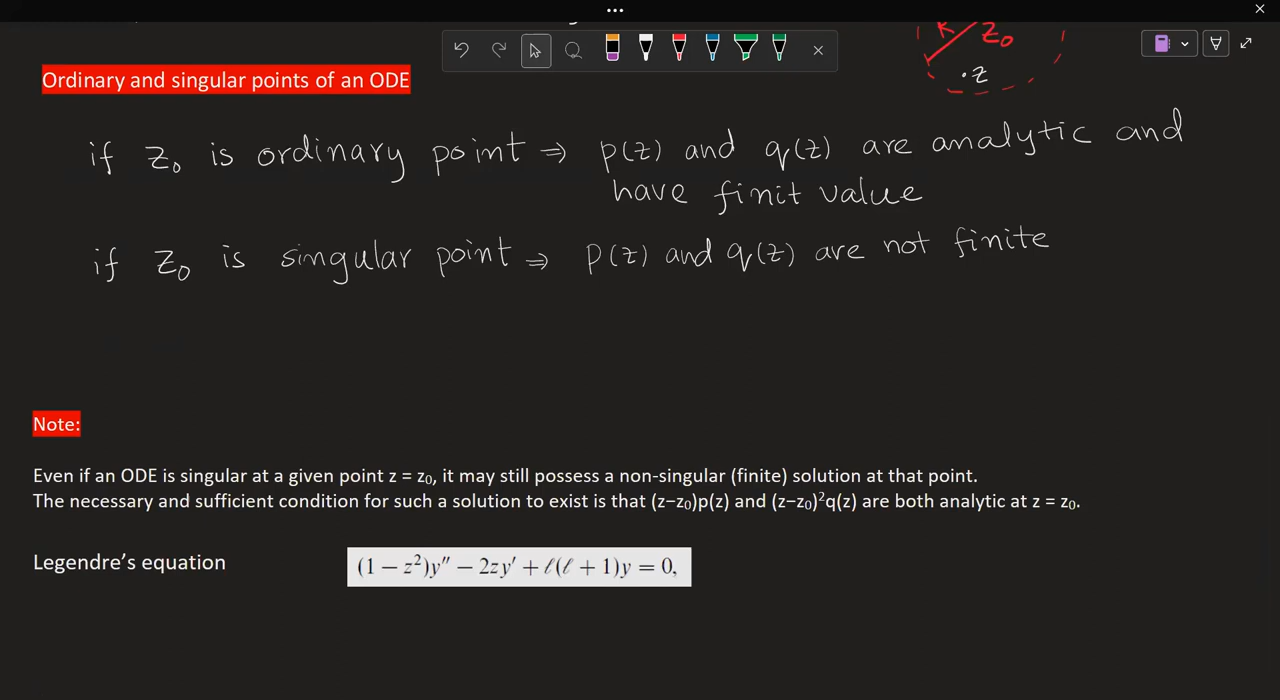 R z₀
·z
Ordinary and singular points of an ODE
if z₀ is ordinary point ⇒ p(z) and q(z) are analytic and
have finit value
if z₀ is singular point ⇒ p(z) and q(z) are not finite
Note:
Even if an ODE is singular at a given point z = z₀, it may still possess a non-singular (finite) solution at that point.
The necessary and sufficient condition for such a solution to exist is that (z−z₀)p(z) and (z−z₀)²q(z) are both analytic at z = z₀.
Legendre’s equation (1 − z²)y″ − 2zy′ + ℓ(ℓ + 1)y = 0,